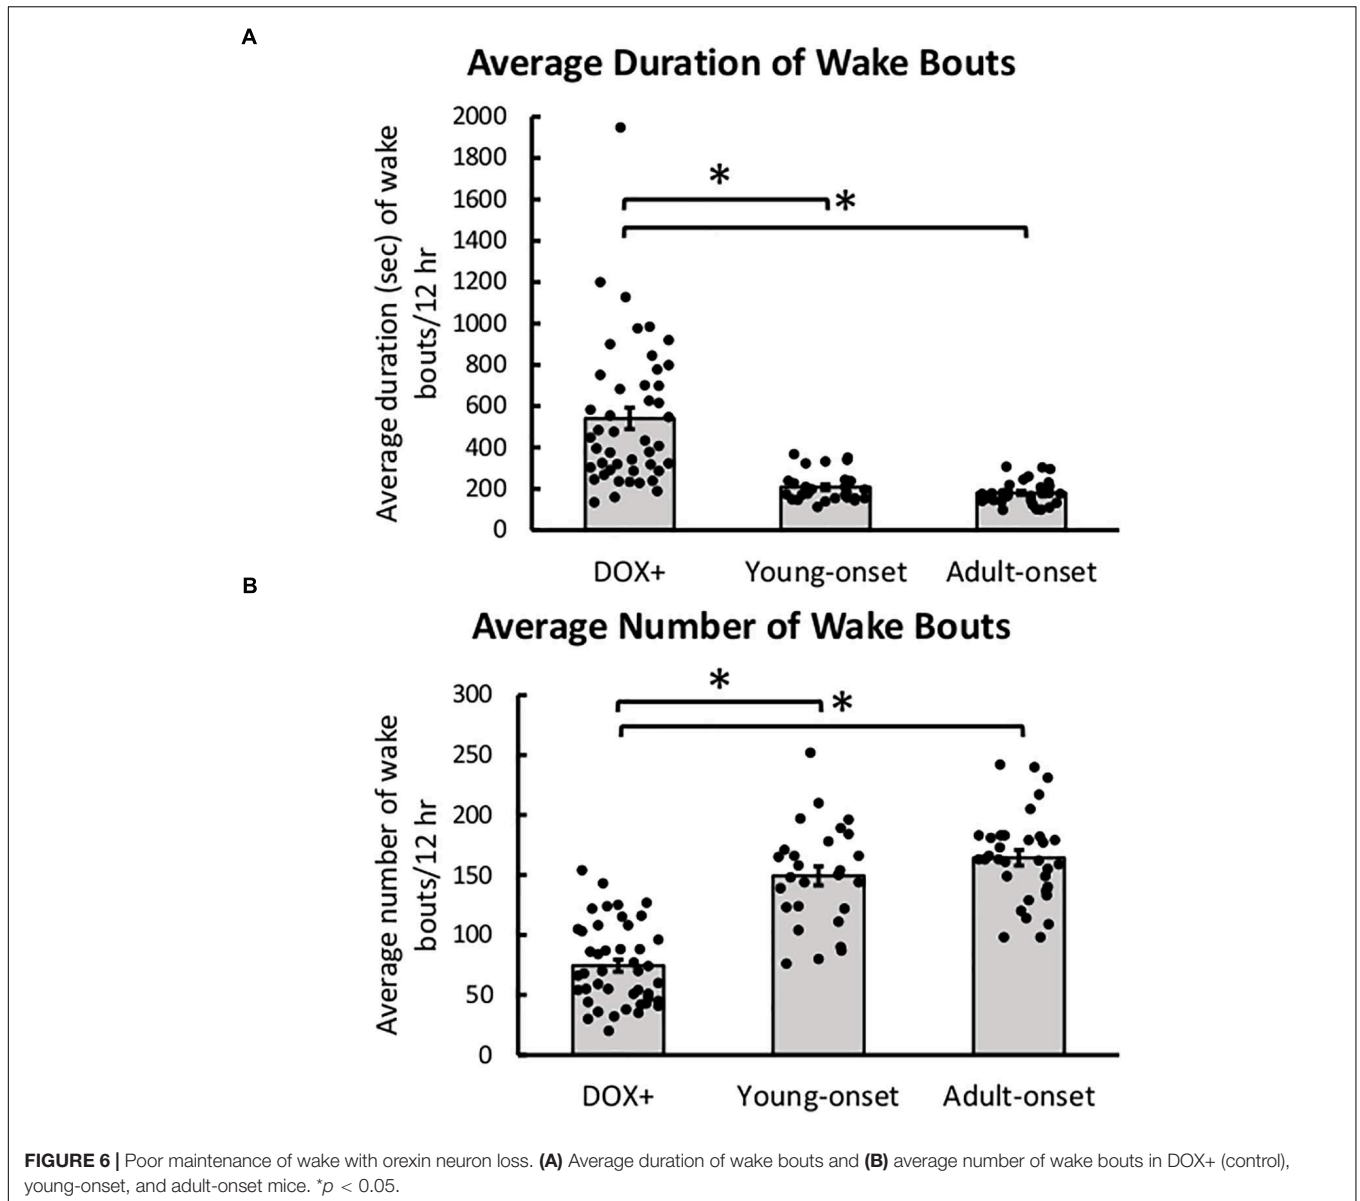 A
Average Duration of Wake Bouts
Average duration (sec) of wake
bouts/12 hr
2000
1800
1600
1400
1200
1000
800
600
400
200
0
*
*
DOX+ Young-onset Adult-onset
B
Average Number of Wake Bouts
Average number of wake
bouts/12 hr
300
250
200
150
100
50
0
*
*
DOX+ Young-onset Adult-onset
FIGURE 6 | Poor maintenance of wake with orexin neuron loss. (A) Average duration of wake bouts and (B) average number of wake bouts in DOX+ (control),
young-onset, and adult-onset mice. *p < 0.05.